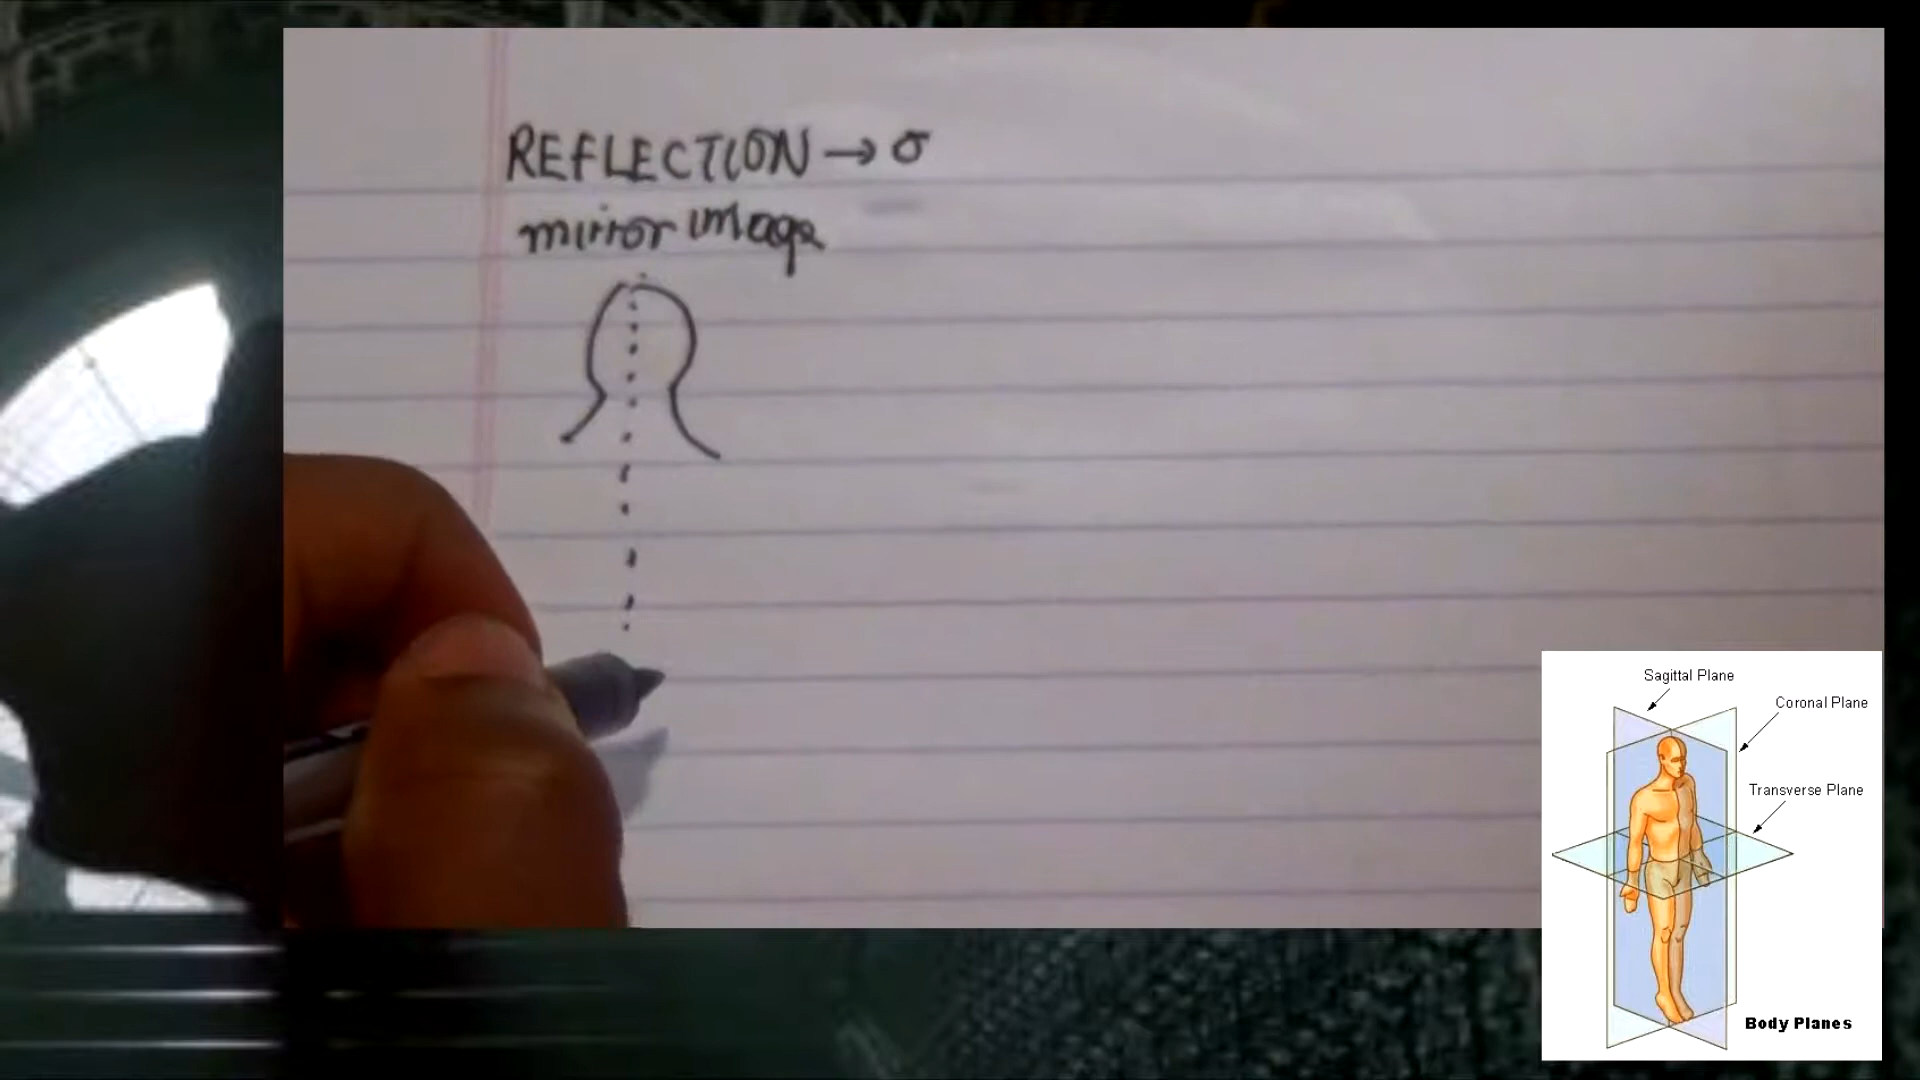 REFLECTION → σ
mirror image
Sagittal Plane
Coronal Plane
Transverse Plane
Body Planes